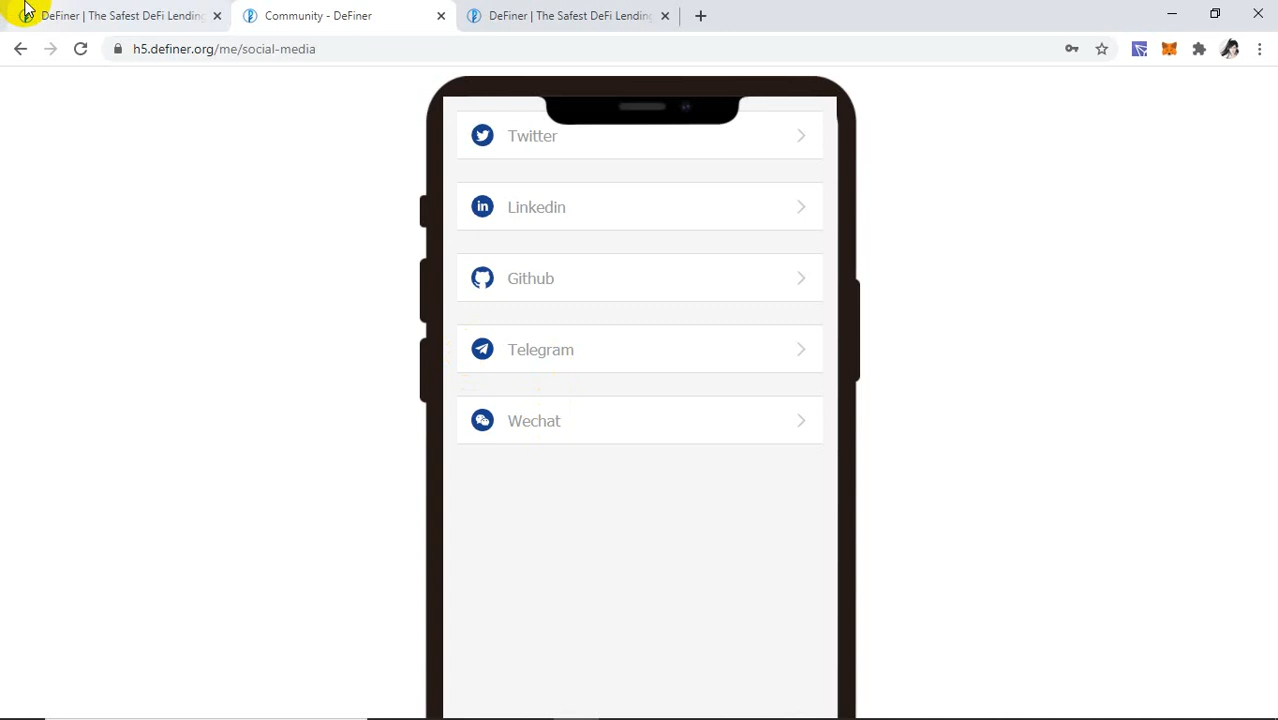 DeFiner | The Safest DeFi Lending
Community - DeFiner
DeFiner | The Safest DeFi Lending
h5.definer.org/me/social-media
Twitter
Linkedin
Github
Telegram
Wechat